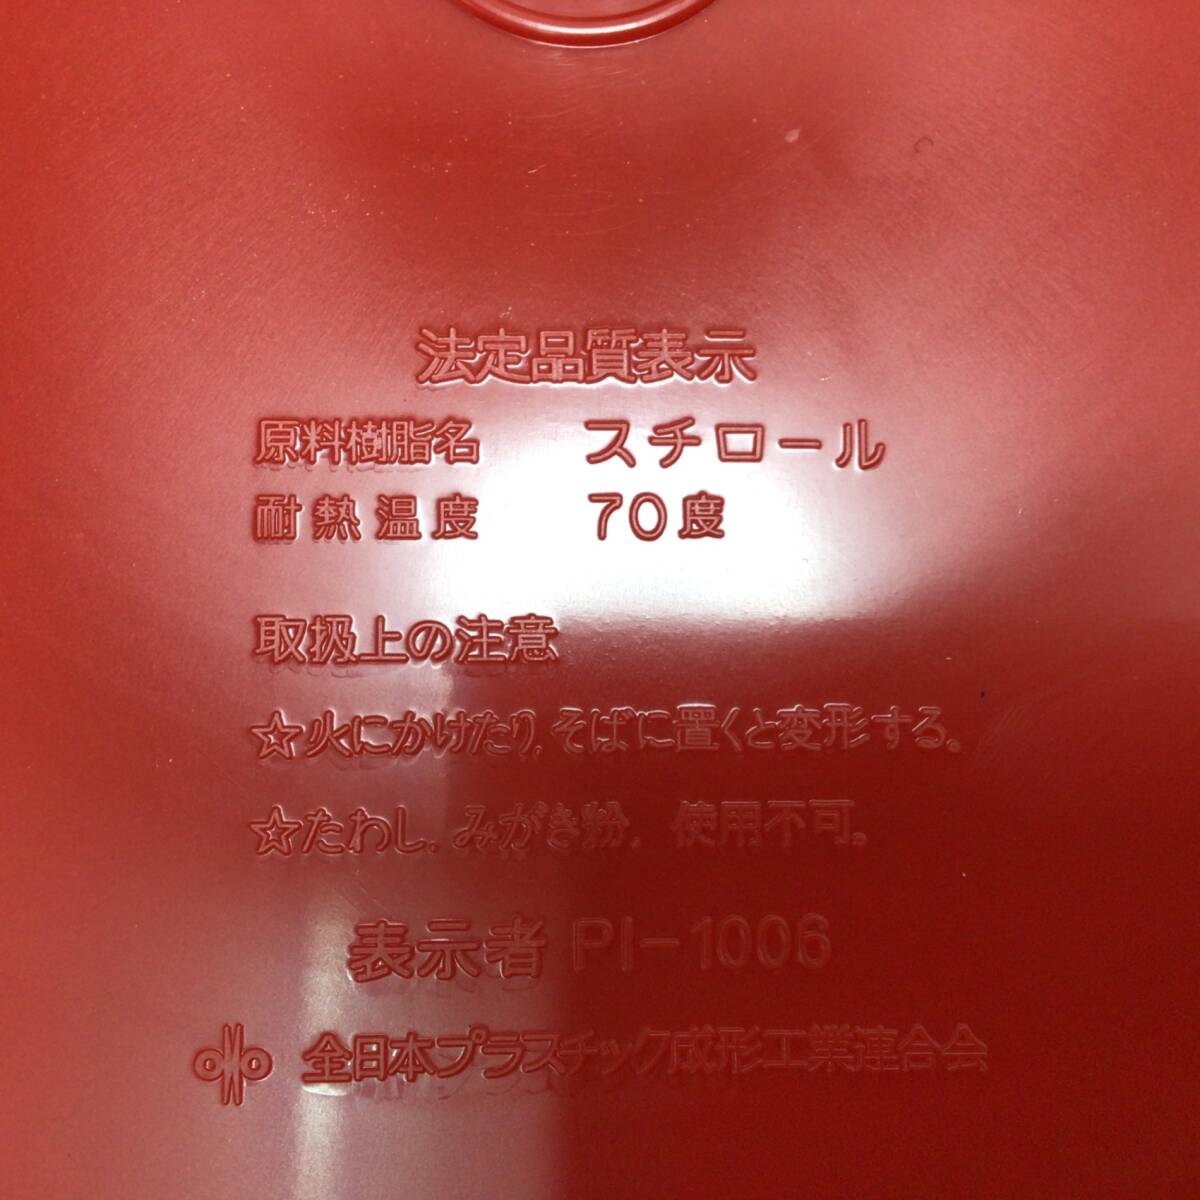 法定品質表示
原料樹脂名 スチロール
耐熱温度 70度
取扱上の注意
☆火にかけたり,そばに置くと変形する。
☆たわし,みがき粉,使用不可。
表示者 PI-1006
全日本プラスチック成形工業連合会